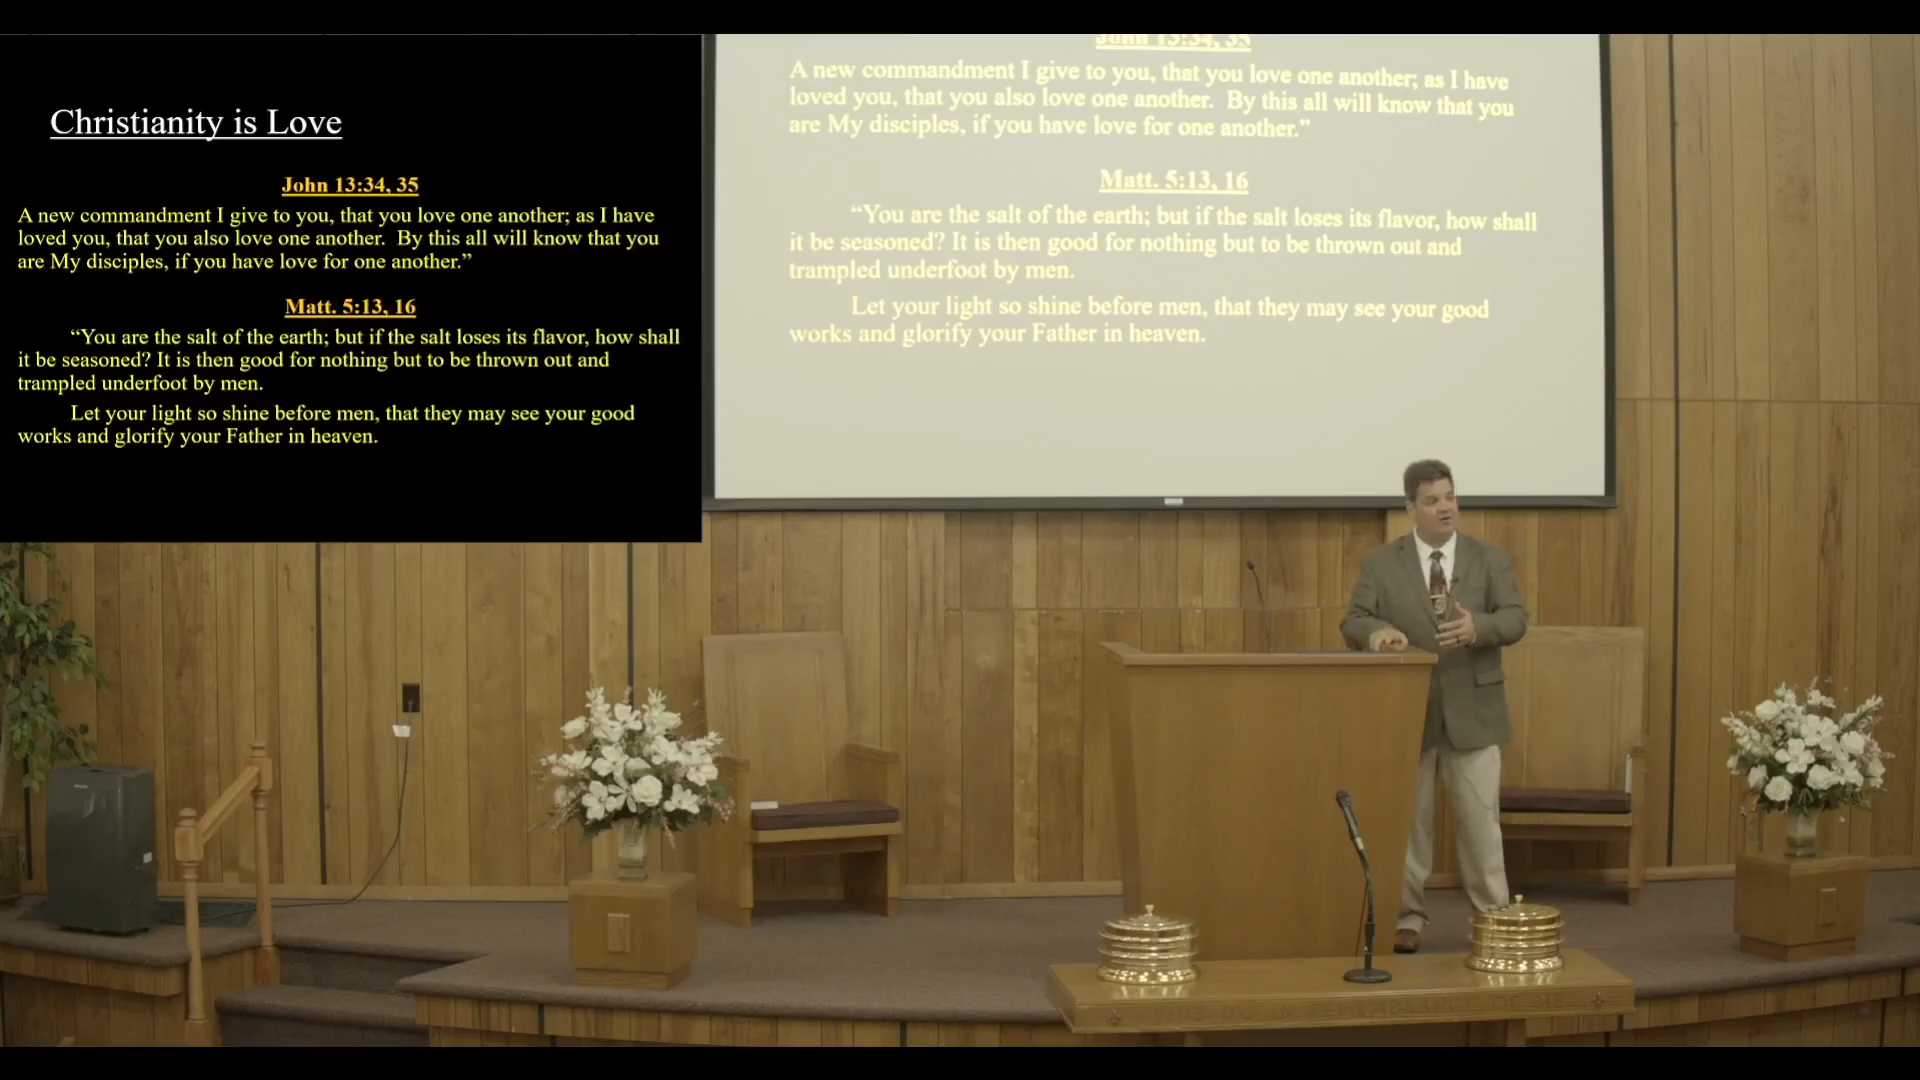 Christianity is Love
John 13:34, 35
A new commandment I give to you, that you love one another; as I have
loved you, that you also love one another.  By this all will know that you
are My disciples, if you have love for one another.”
Matt. 5:13, 16
“You are the salt of the earth; but if the salt loses its flavor, how shall
it be seasoned? It is then good for nothing but to be thrown out and
trampled underfoot by men.
Let your light so shine before men, that they may see your good
works and glorify your Father in heaven.
John 13:34, 35
A new commandment I give to you, that you love one another; as I have
loved you, that you also love one another.  By this all will know that you
are My disciples, if you have love for one another.”
Matt. 5:13, 16
“You are the salt of the earth; but if the salt loses its flavor, how shall
it be seasoned? It is then good for nothing but to be thrown out and
trampled underfoot by men.
Let your light so shine before men, that they may see your good
works and glorify your Father in heaven.
THIS DO IN REMEMBRANCE OF ME